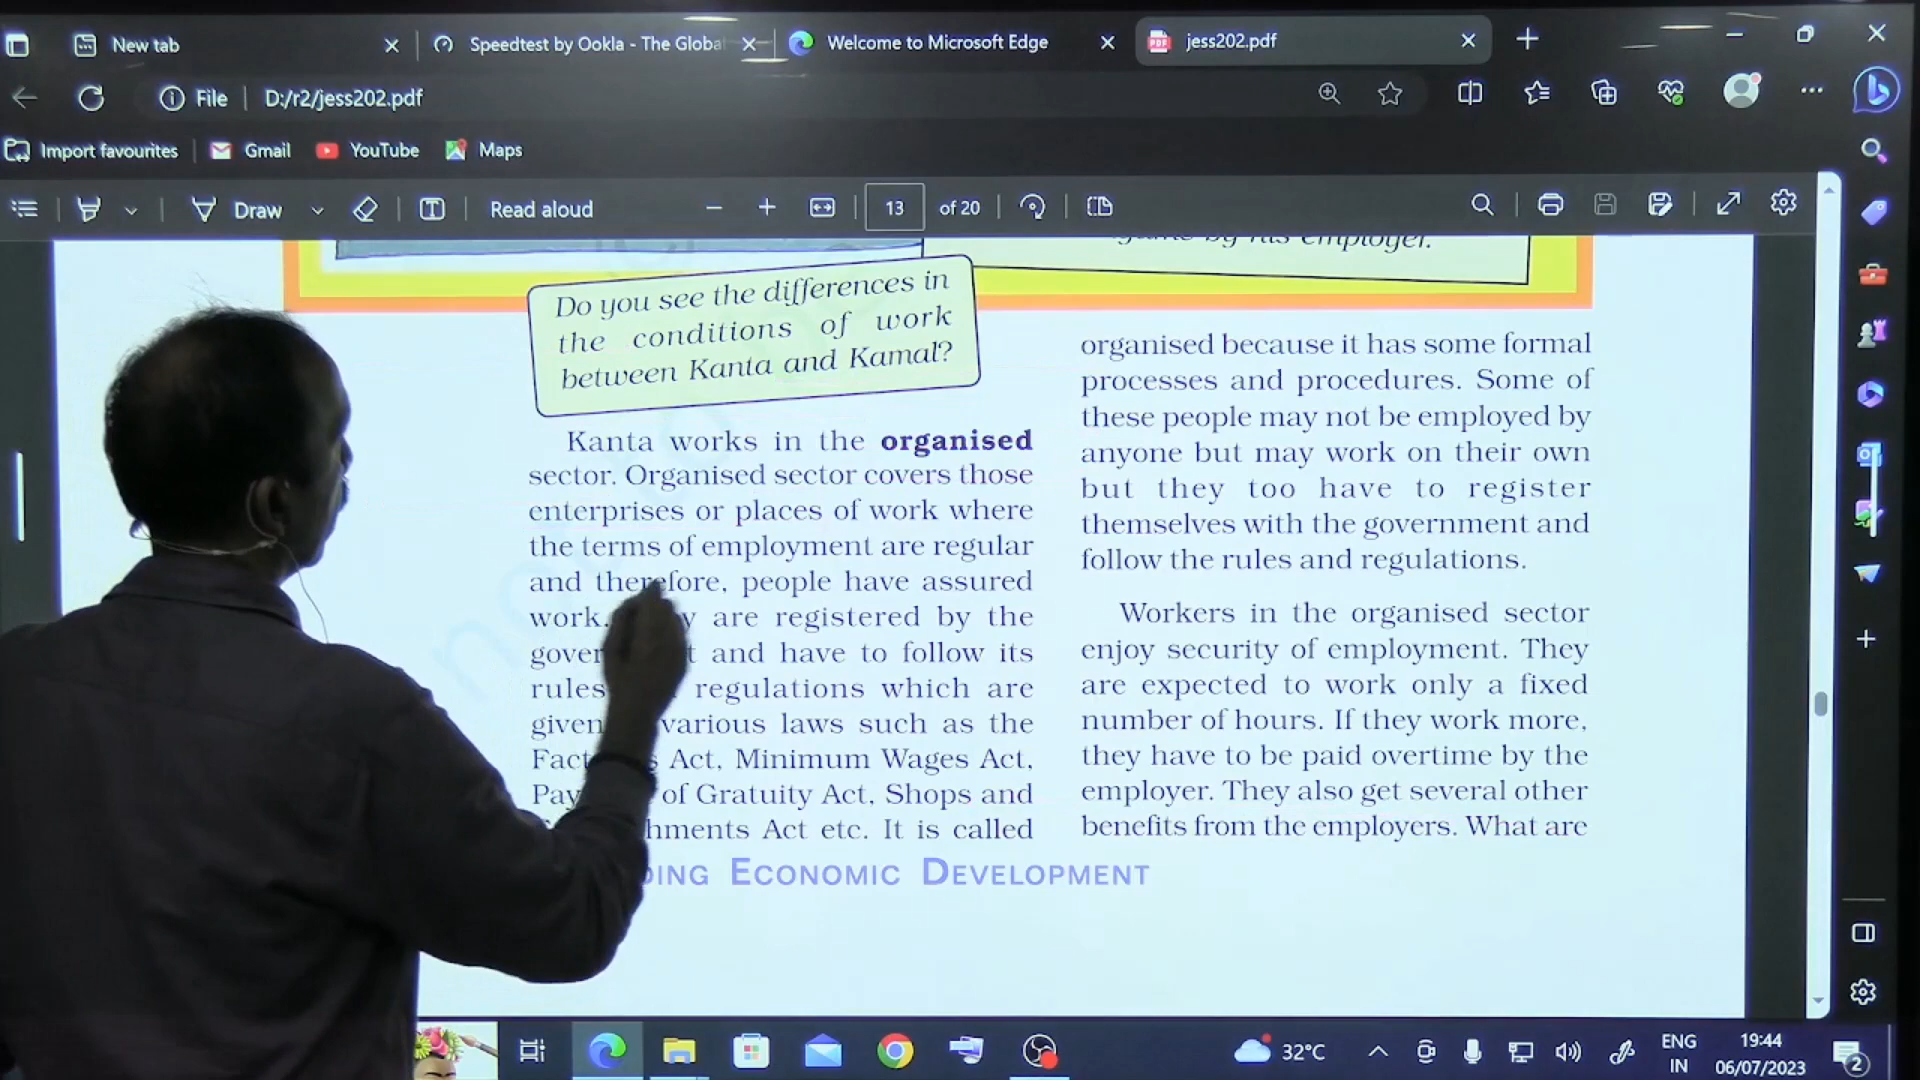 New tab
Speedtest by Ookla - The Globa
Welcome to Microsoft Edge
jess202.pdf
File
D:/r2/jess202.pdf
Import favourites
Gmail
YouTube
Maps
Draw
Read aloud
13
of 20
by his employer.
Do you see the differences in
the conditions of work
between Kanta and Kamal?
Kanta works in the organised
sector. Organised sector covers those
enterprises or places of work where
the terms of employment are regular
and therefore, people have assured
work. are registered by the
and have to follow its
rules regulations which are
given various laws such as the
Act, Minimum Wages Act,
of Gratuity Act, Shops and
Act etc. It is called
organised because it has some formal
processes and procedures. Some of
these people may not be employed by
anyone but may work on their own
but they too have to register
themselves with the government and
follow the rules and regulations.
Workers in the organised sector
enjoy security of employment. They
are expected to work only a fixed
number of hours. If they work more,
they have to be paid overtime by the
employer. They also get several other
benefits from the employers. What are
ECONOMIC DEVELOPMENT
32°C
ENG
IN
19:44
06/07/2023
2